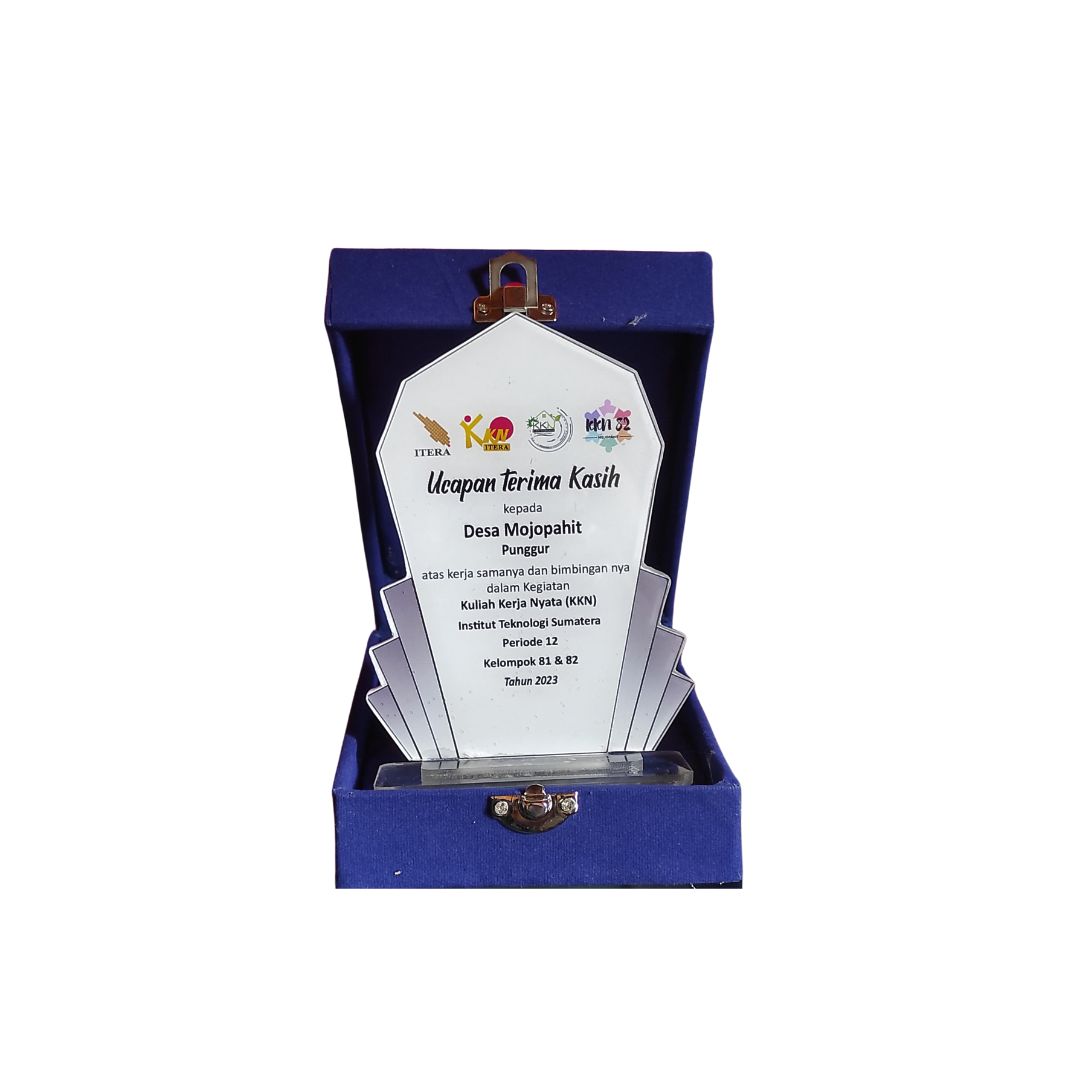 ITERA
KKN
ITERA
KKN
KKN 82
Ucapan Terima Kasih
kepada
Desa Mojopahit
Punggur
atas kerja samanya dan bimbingan nya
dalam Kegiatan
Kuliah Kerja Nyata (KKN)
Institut Teknologi Sumatera
Periode 12
Kelompok 81 & 82
Tahun 2023